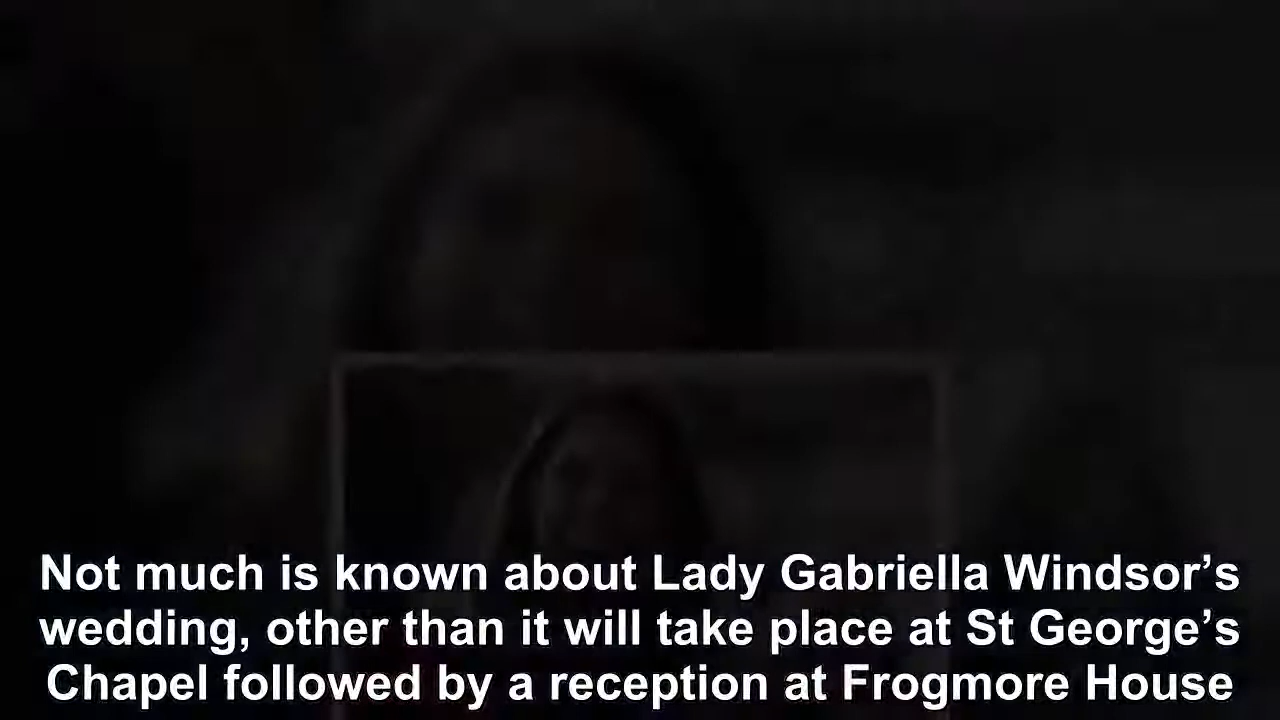 Not much is known about Lady Gabriella Windsor’s
wedding, other than it will take place at St George’s
Chapel followed by a reception at Frogmore House